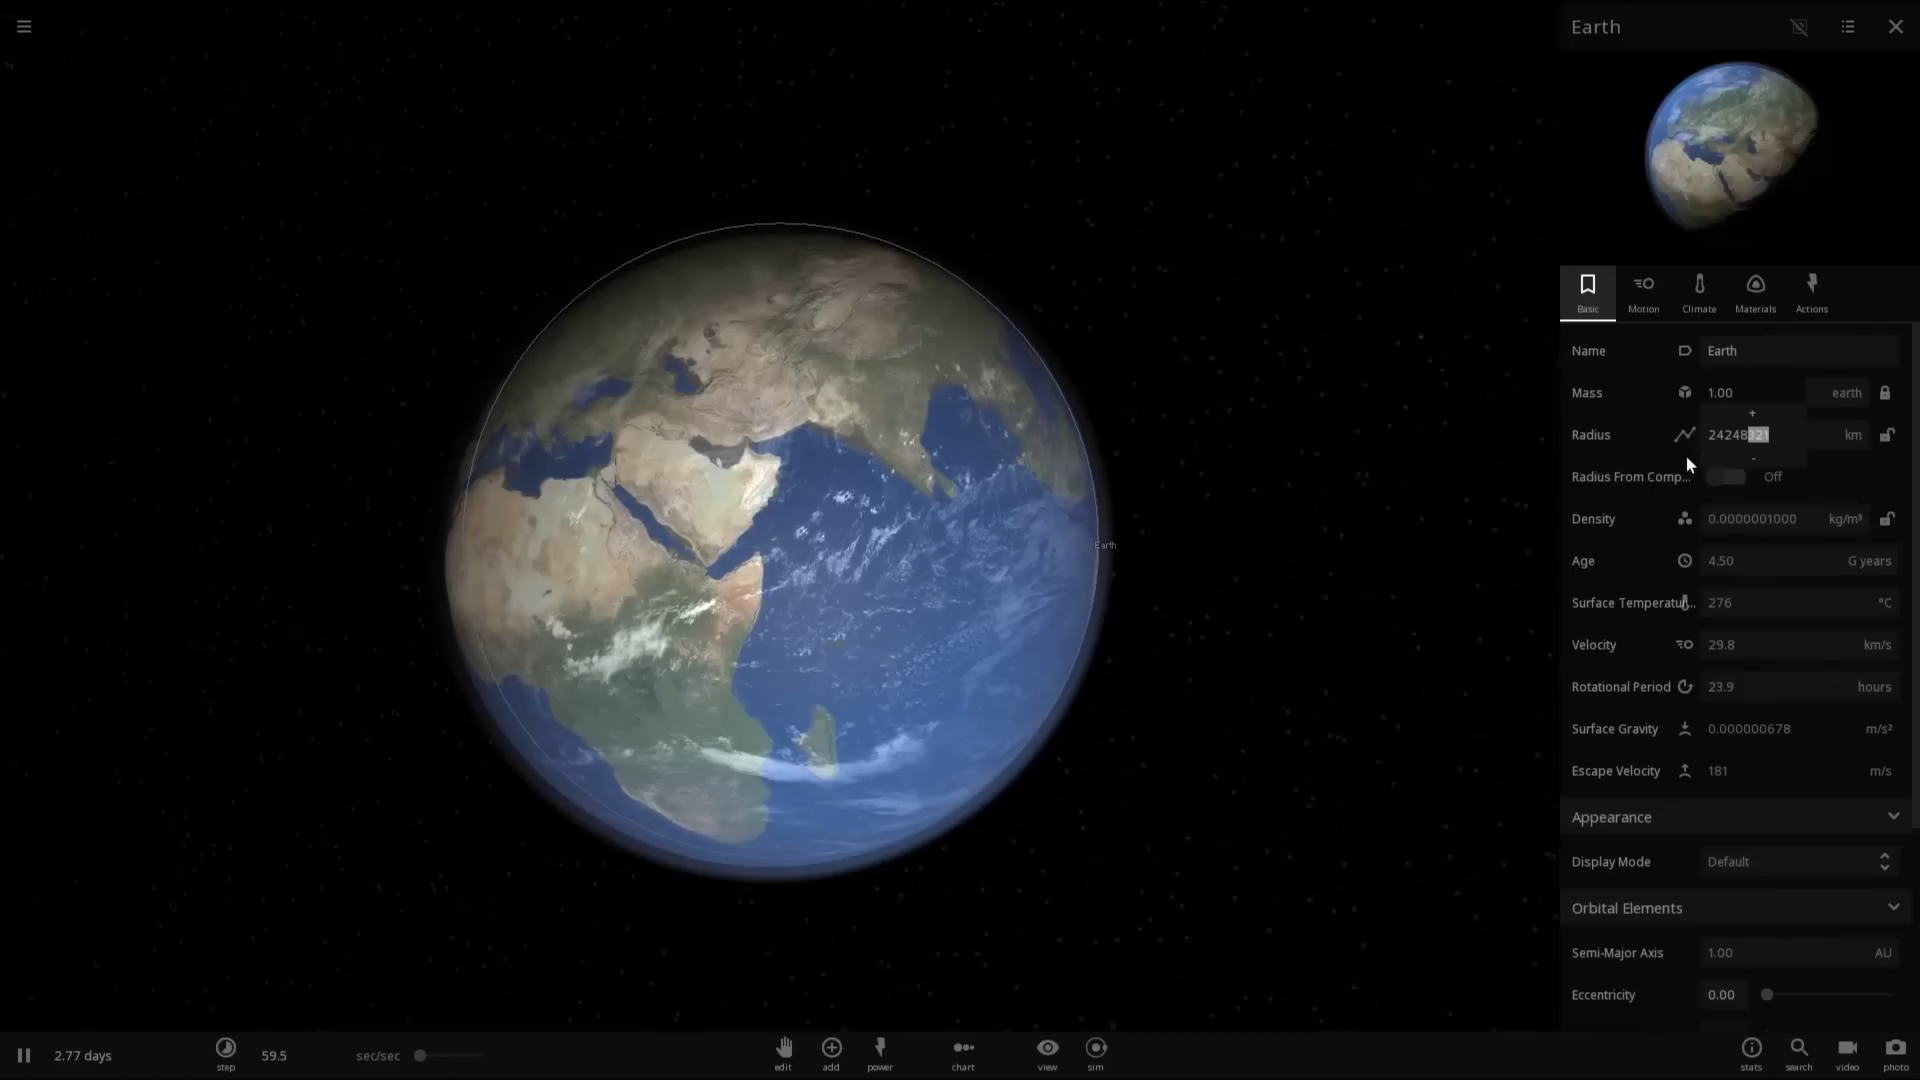 Earth
Basic
Motion
Climate
Materials
Actions
Name
Earth
Mass
1.00
earth
+
Radius
24248321
km
-
Radius From Comp...
Off
Density
0.0000001000
kg/m³
Age
4.50
G years
Surface Temperatur...
276
°C
Velocity
29.8
km/s
Rotational Period
23.9
hours
Surface Gravity
0.000000678
m/s²
Escape Velocity
181
m/s
Appearance
Display Mode
Default
Orbital Elements
Semi-Major Axis
1.00
AU
Eccentricity
0.00
Earth
2.77 days
step
59.5
sec/sec
edit
add
power
chart
view
sim
stats
search
video
photo